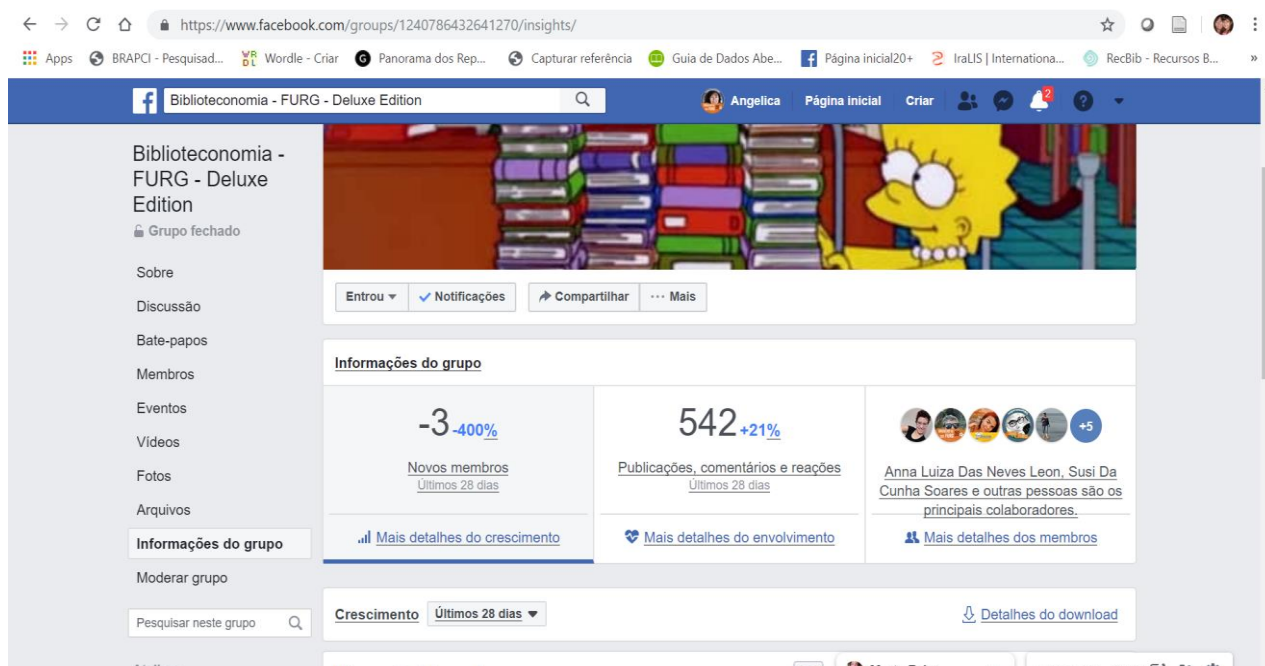 https://www.facebook.com/groups/1240786432641270/insights/
Apps BRAPCI - Pesquisad... Wordle - Criar Panorama dos Rep... Capturar referência Guia de Dados Abe... Página inicial20+ IraLIS | Internationa... RecBib - Recursos B... »
Biblioteconomia - FURG - Deluxe Edition Angelica Página inicial Criar 2
Biblioteconomia -
FURG - Deluxe
Edition
Grupo fechado
Sobre
Discussão
Bate-papos
Membros
Eventos
Vídeos
Fotos
Arquivos
Informações do grupo
Moderar grupo
Pesquisar neste grupo
Entrou Notificações Compartilhar ··· Mais
Informações do grupo
-3 -400%
Novos membros
Últimos 28 dias
Mais detalhes do crescimento
542 +21%
Publicações, comentários e reações
Últimos 28 dias
Mais detalhes do envolvimento
+5
Anna Luiza Das Neves Leon, Susi Da
Cunha Soares e outras pessoas são os
principais colaboradores.
Mais detalhes dos membros
Crescimento Últimos 28 dias Detalhes do download